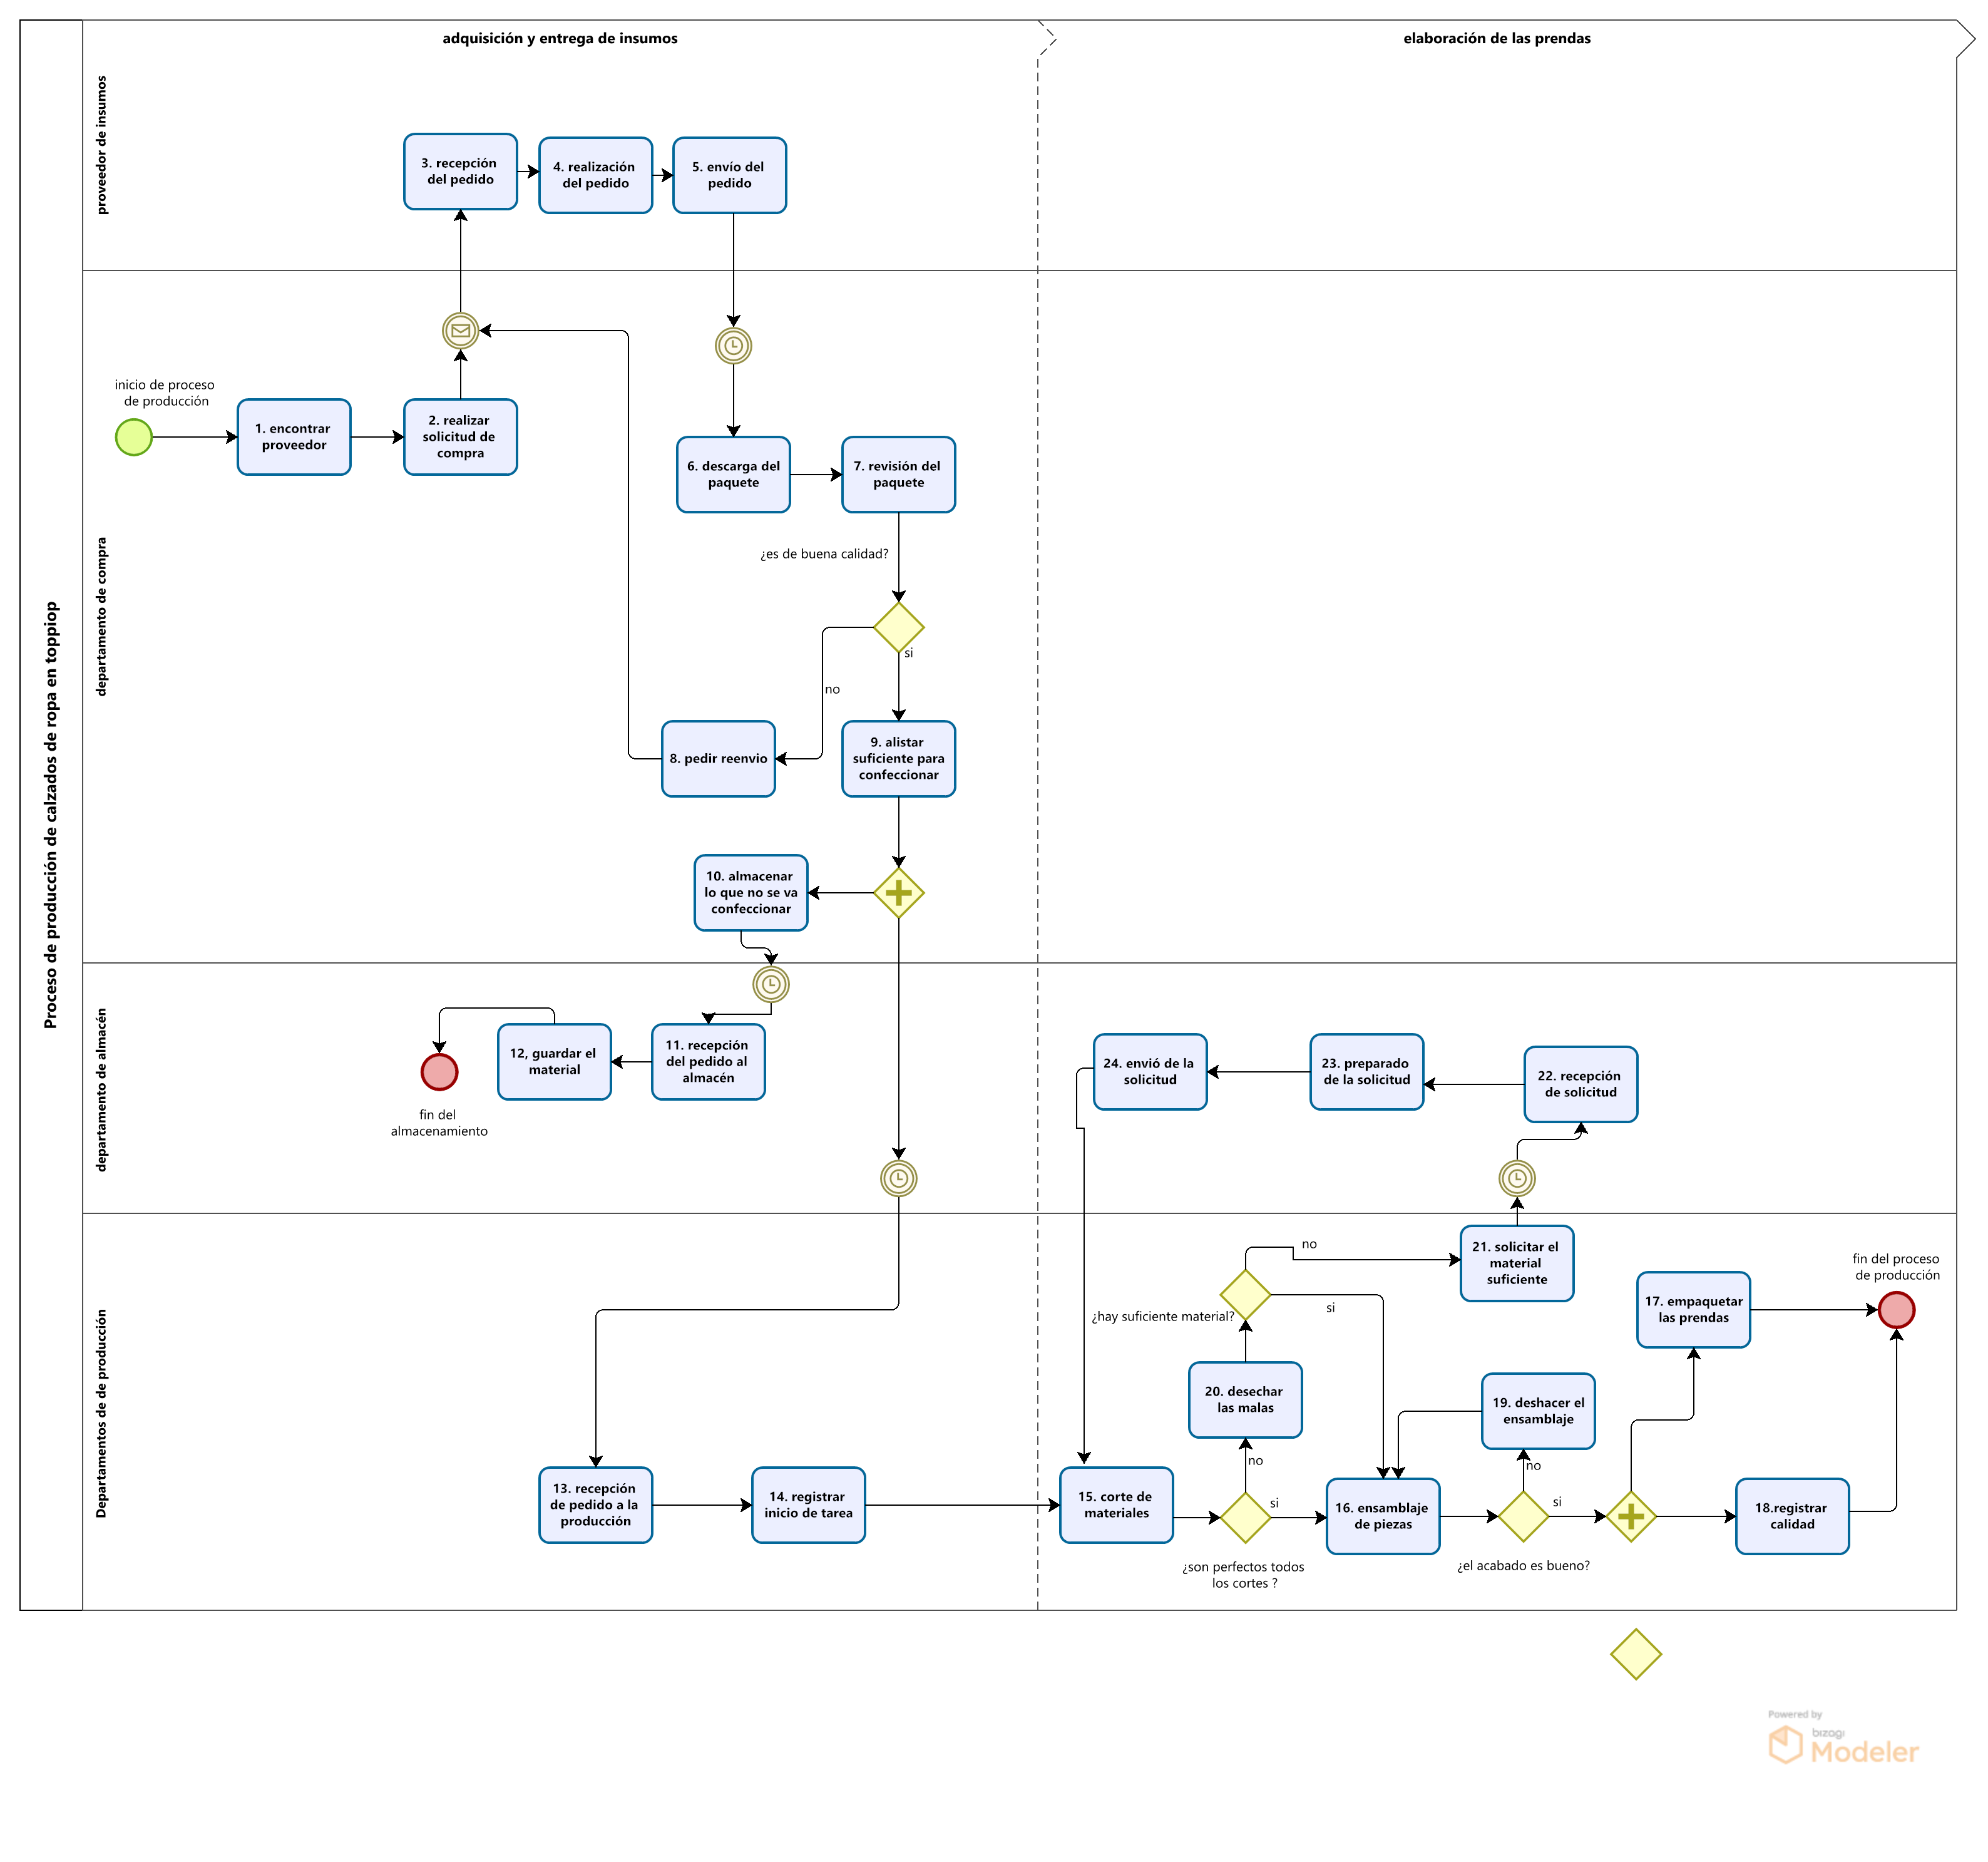 adquisición y entrega de insumos
elaboración de las prendas
Proceso de producción de calzados de ropa en toppiop
proveedor de insumos
3. recepción
del pedido
4. realización
del pedido
5. envío del
pedido
departamento de compra
inicio de proceso
de producción
1. encontrar
proveedor
2. realizar
solicitud de
compra
6. descarga del
paquete
7. revisión del
paquete
¿es de buena calidad?
si
no
8. pedir reenvio
9. alistar
suficiente para
confeccionar
10. almacenar
lo que no se va
confeccionar
departamento de almacén
11. recepción
del pedido al
almacén
12, guardar el
material
fin del
almacenamiento
24. envió de la
solicitud
23. preparado
de la solicitud
22. recepción
de solicitud
Departamentos de producción
13. recepción
de pedido a la
producción
14. registrar
inicio de tarea
15. corte de
materiales
¿son perfectos todos
los cortes ?
si
no
20. desechar
las malas
¿hay suficiente material?
no
si
21. solicitar el
material
suficiente
16. ensamblaje
de piezas
¿el acabado es bueno?
no
si
19. deshacer el
ensamblaje
17. empaquetar
las prendas
18.registrar
calidad
fin del proceso
de producción
Powered by
bizagi
Modeler